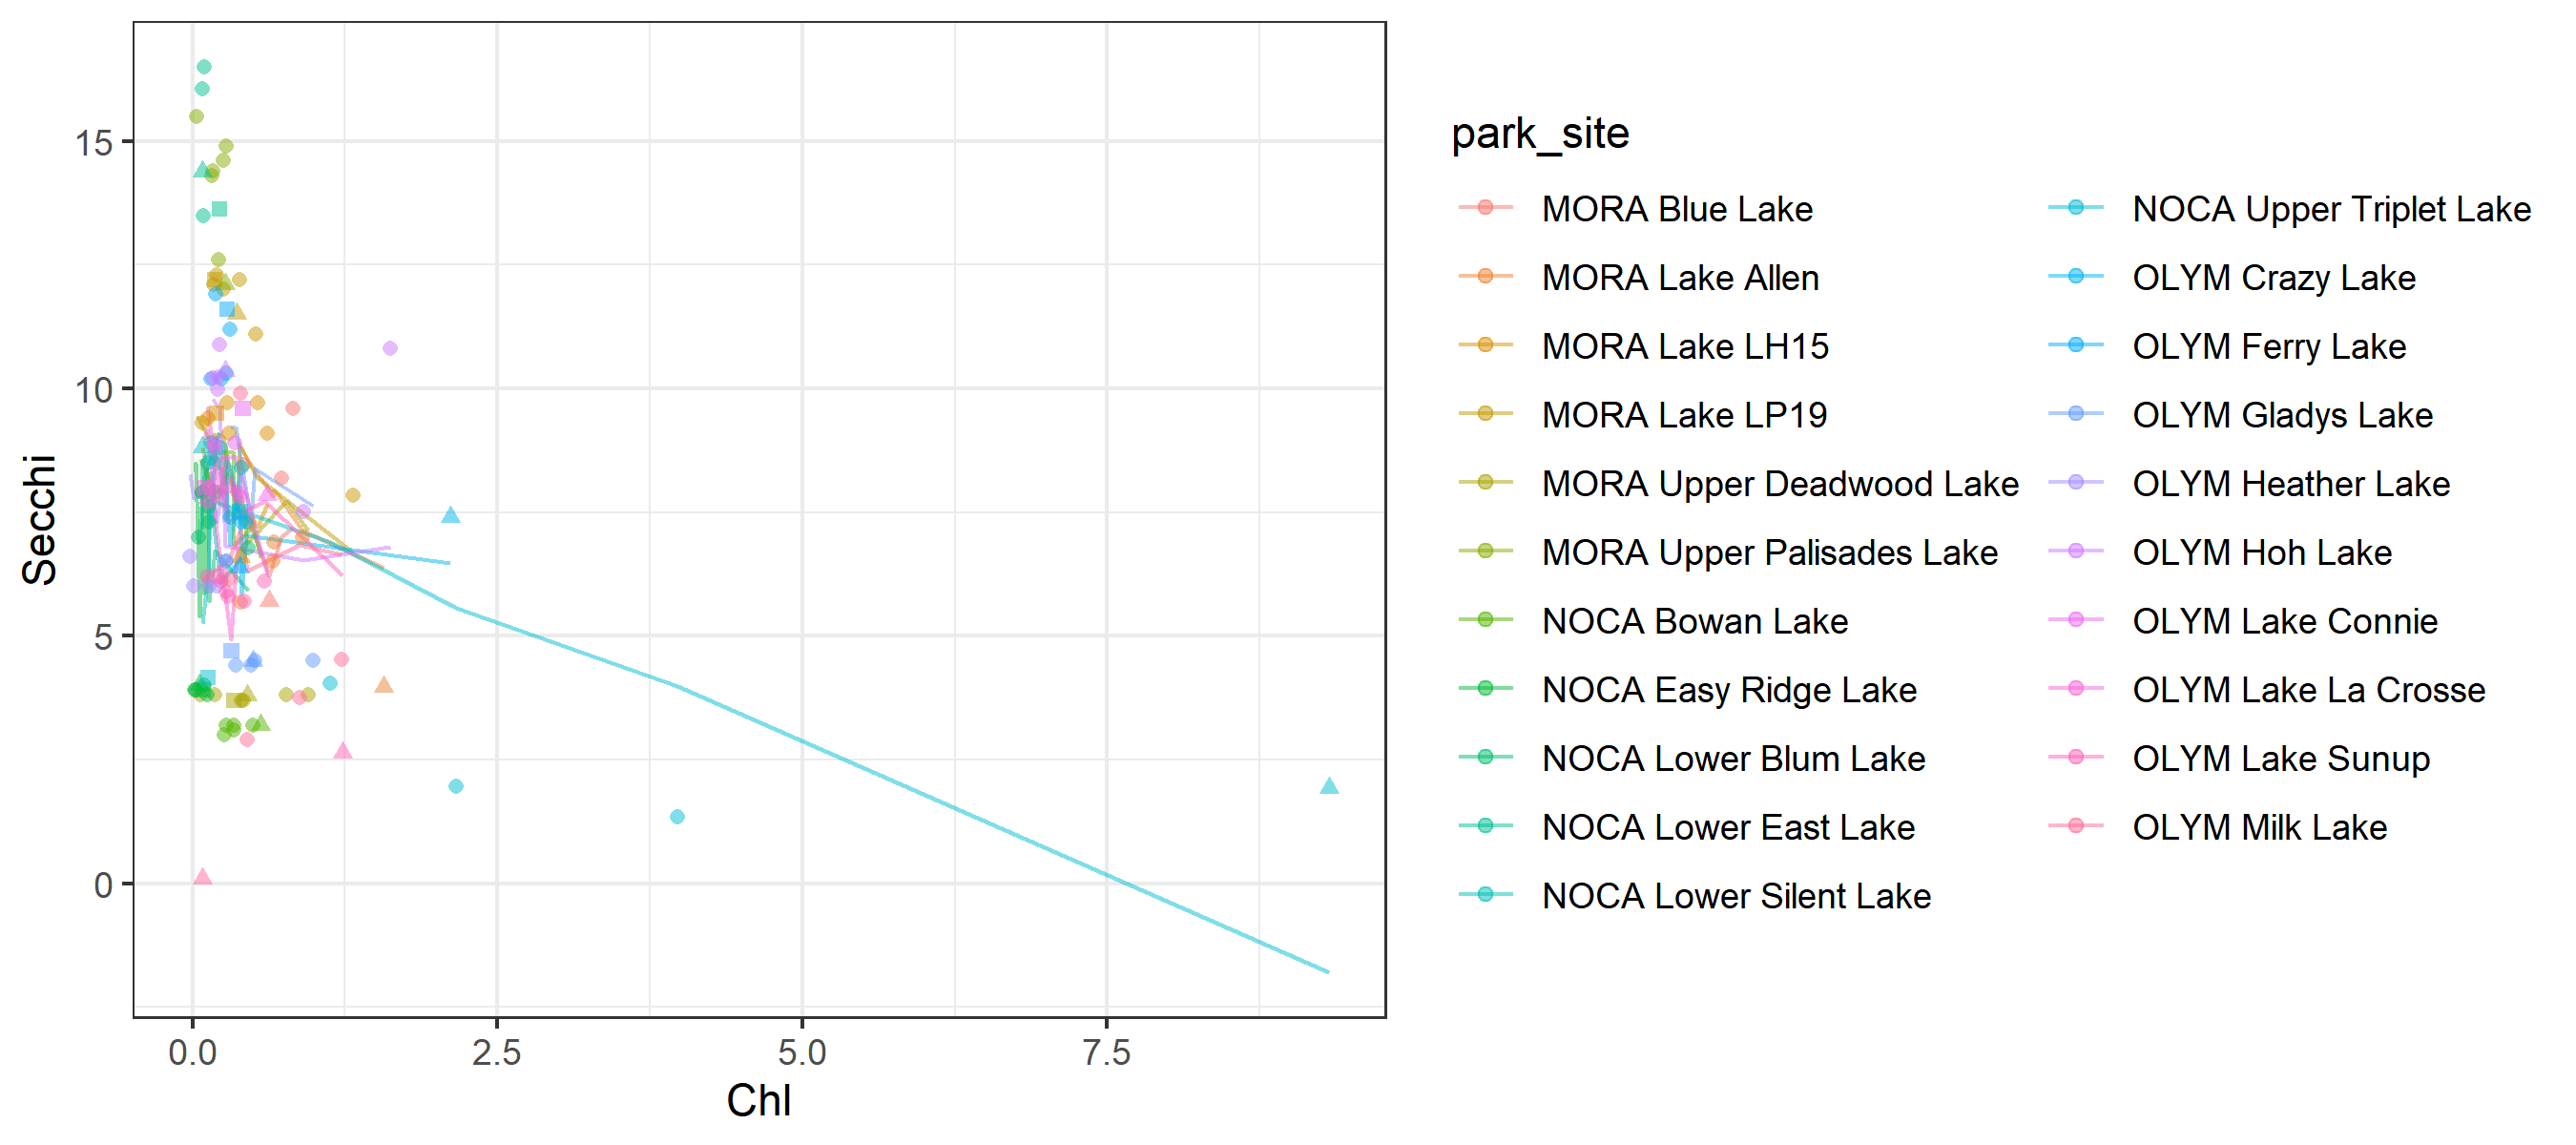 15
10
5
0
Secchi
0.0 2.5 5.0 7.5
Chl
park_site
MORA Blue Lake
MORA Lake Allen
MORA Lake LH15
MORA Lake LP19
MORA Upper Deadwood Lake
MORA Upper Palisades Lake
NOCA Bowan Lake
NOCA Easy Ridge Lake
NOCA Lower Blum Lake
NOCA Lower East Lake
NOCA Lower Silent Lake
NOCA Upper Triplet Lake
OLYM Crazy Lake
OLYM Ferry Lake
OLYM Gladys Lake
OLYM Heather Lake
OLYM Hoh Lake
OLYM Lake Connie
OLYM Lake La Crosse
OLYM Lake Sunup
OLYM Milk Lake